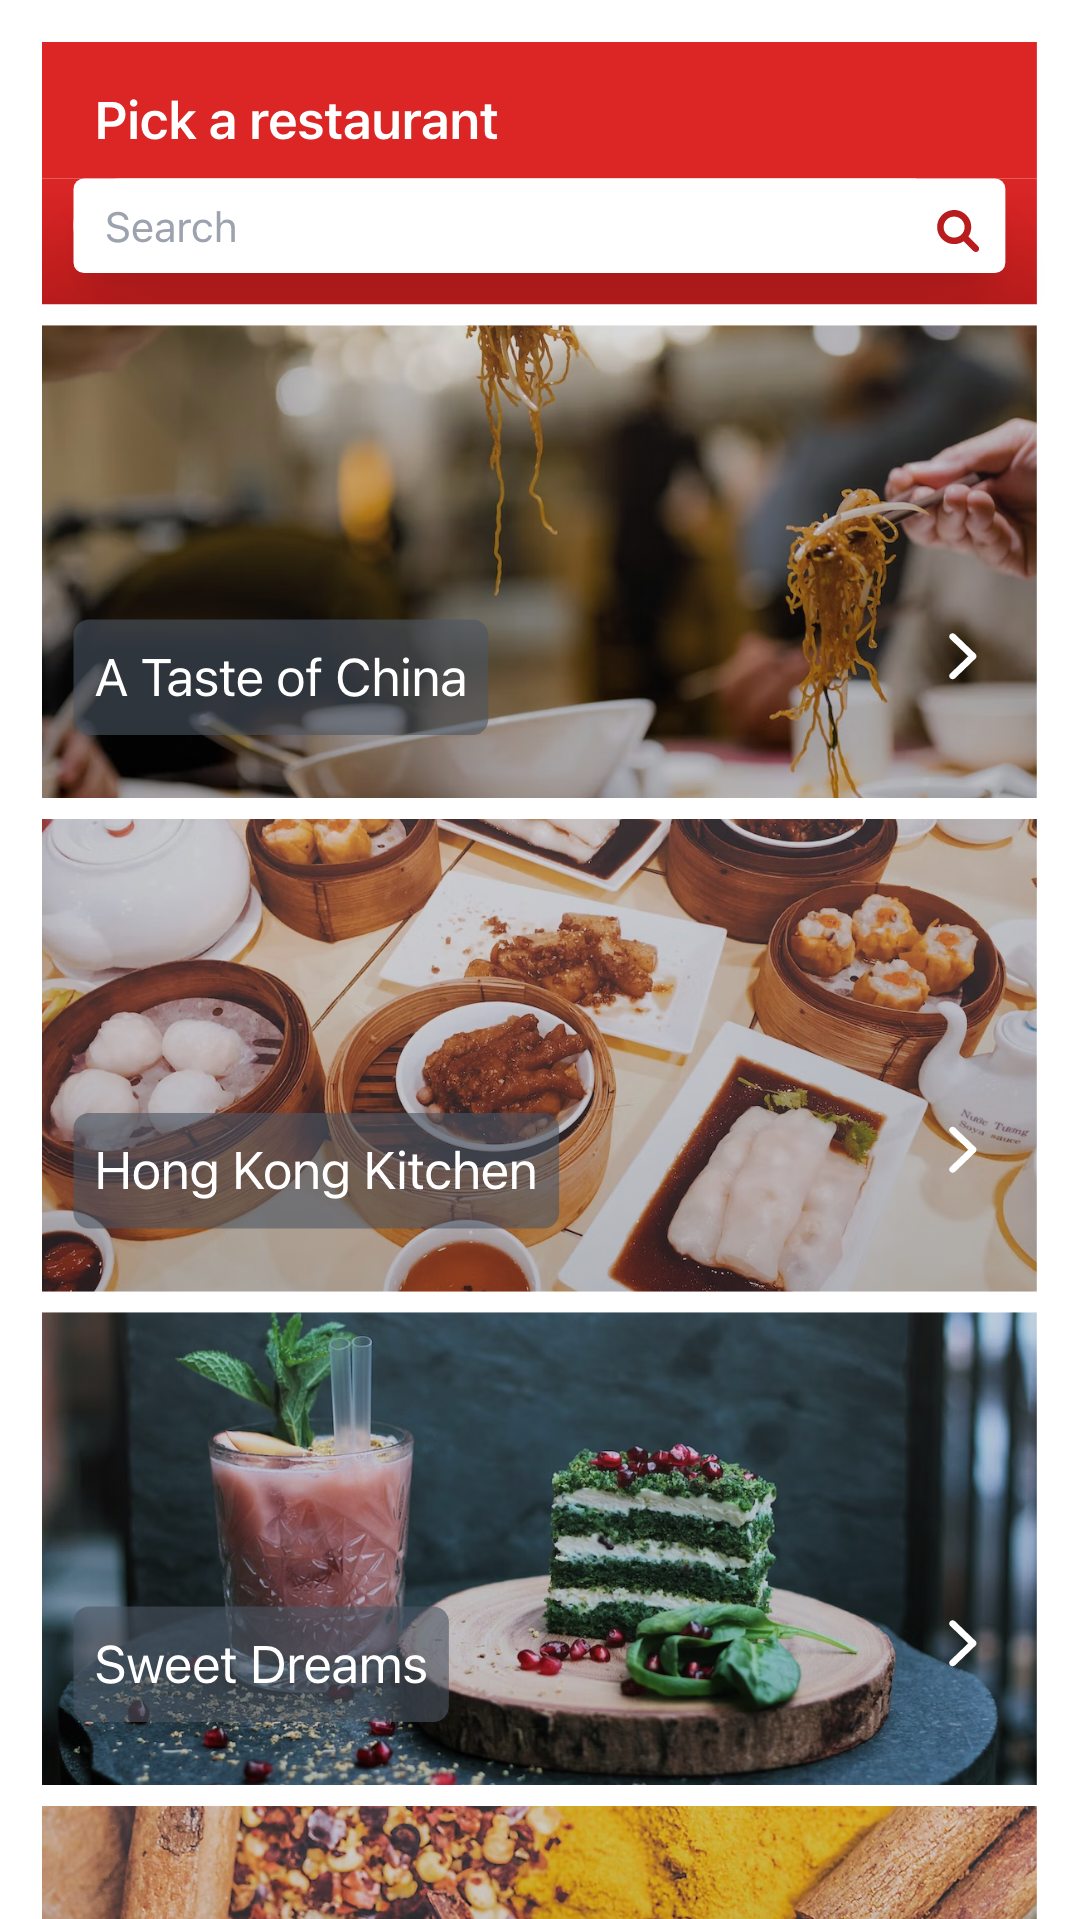 Pick a restaurant
Search
A Taste of China
Nước Tương
Soya sauce
Hong Kong Kitchen
Sweet Dreams